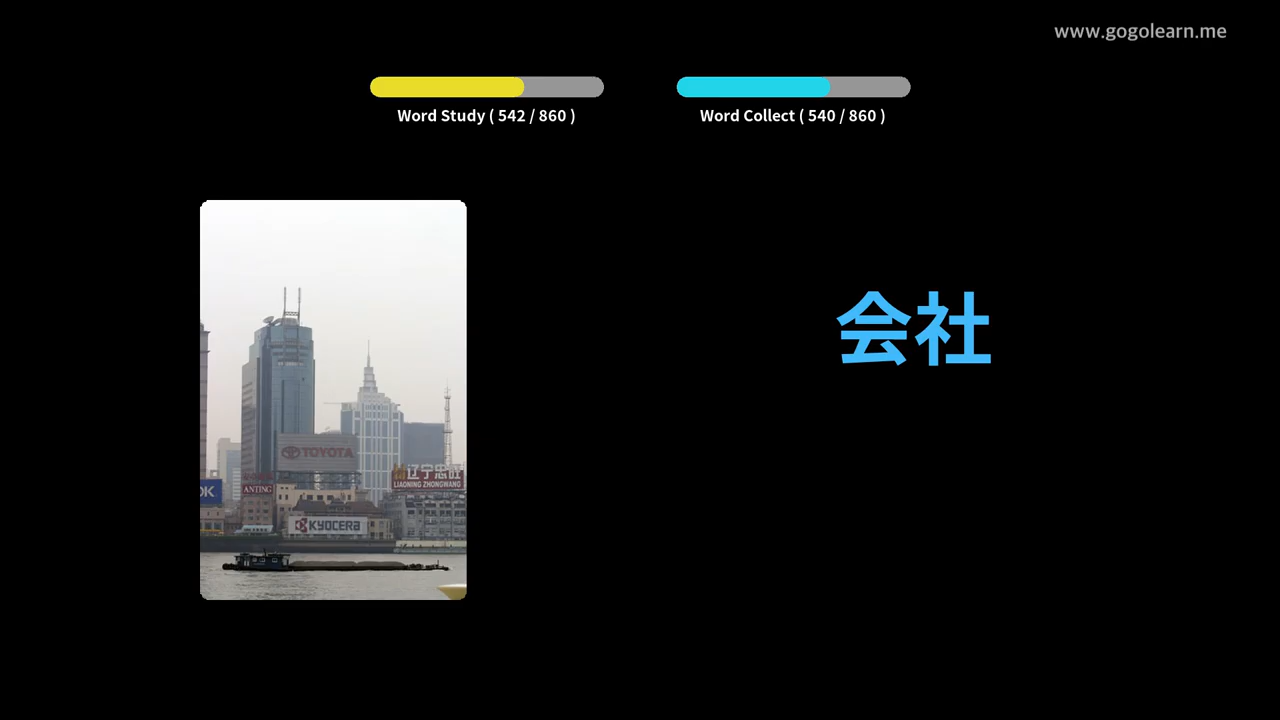 www.gogolearn.me
Word Study ( 542 / 860 )
Word Collect ( 540 / 860 )
会社
TOYOTA
辽宁忠旺
LIAONING ZHONGWANG
ANTING
OK
KYOCERA